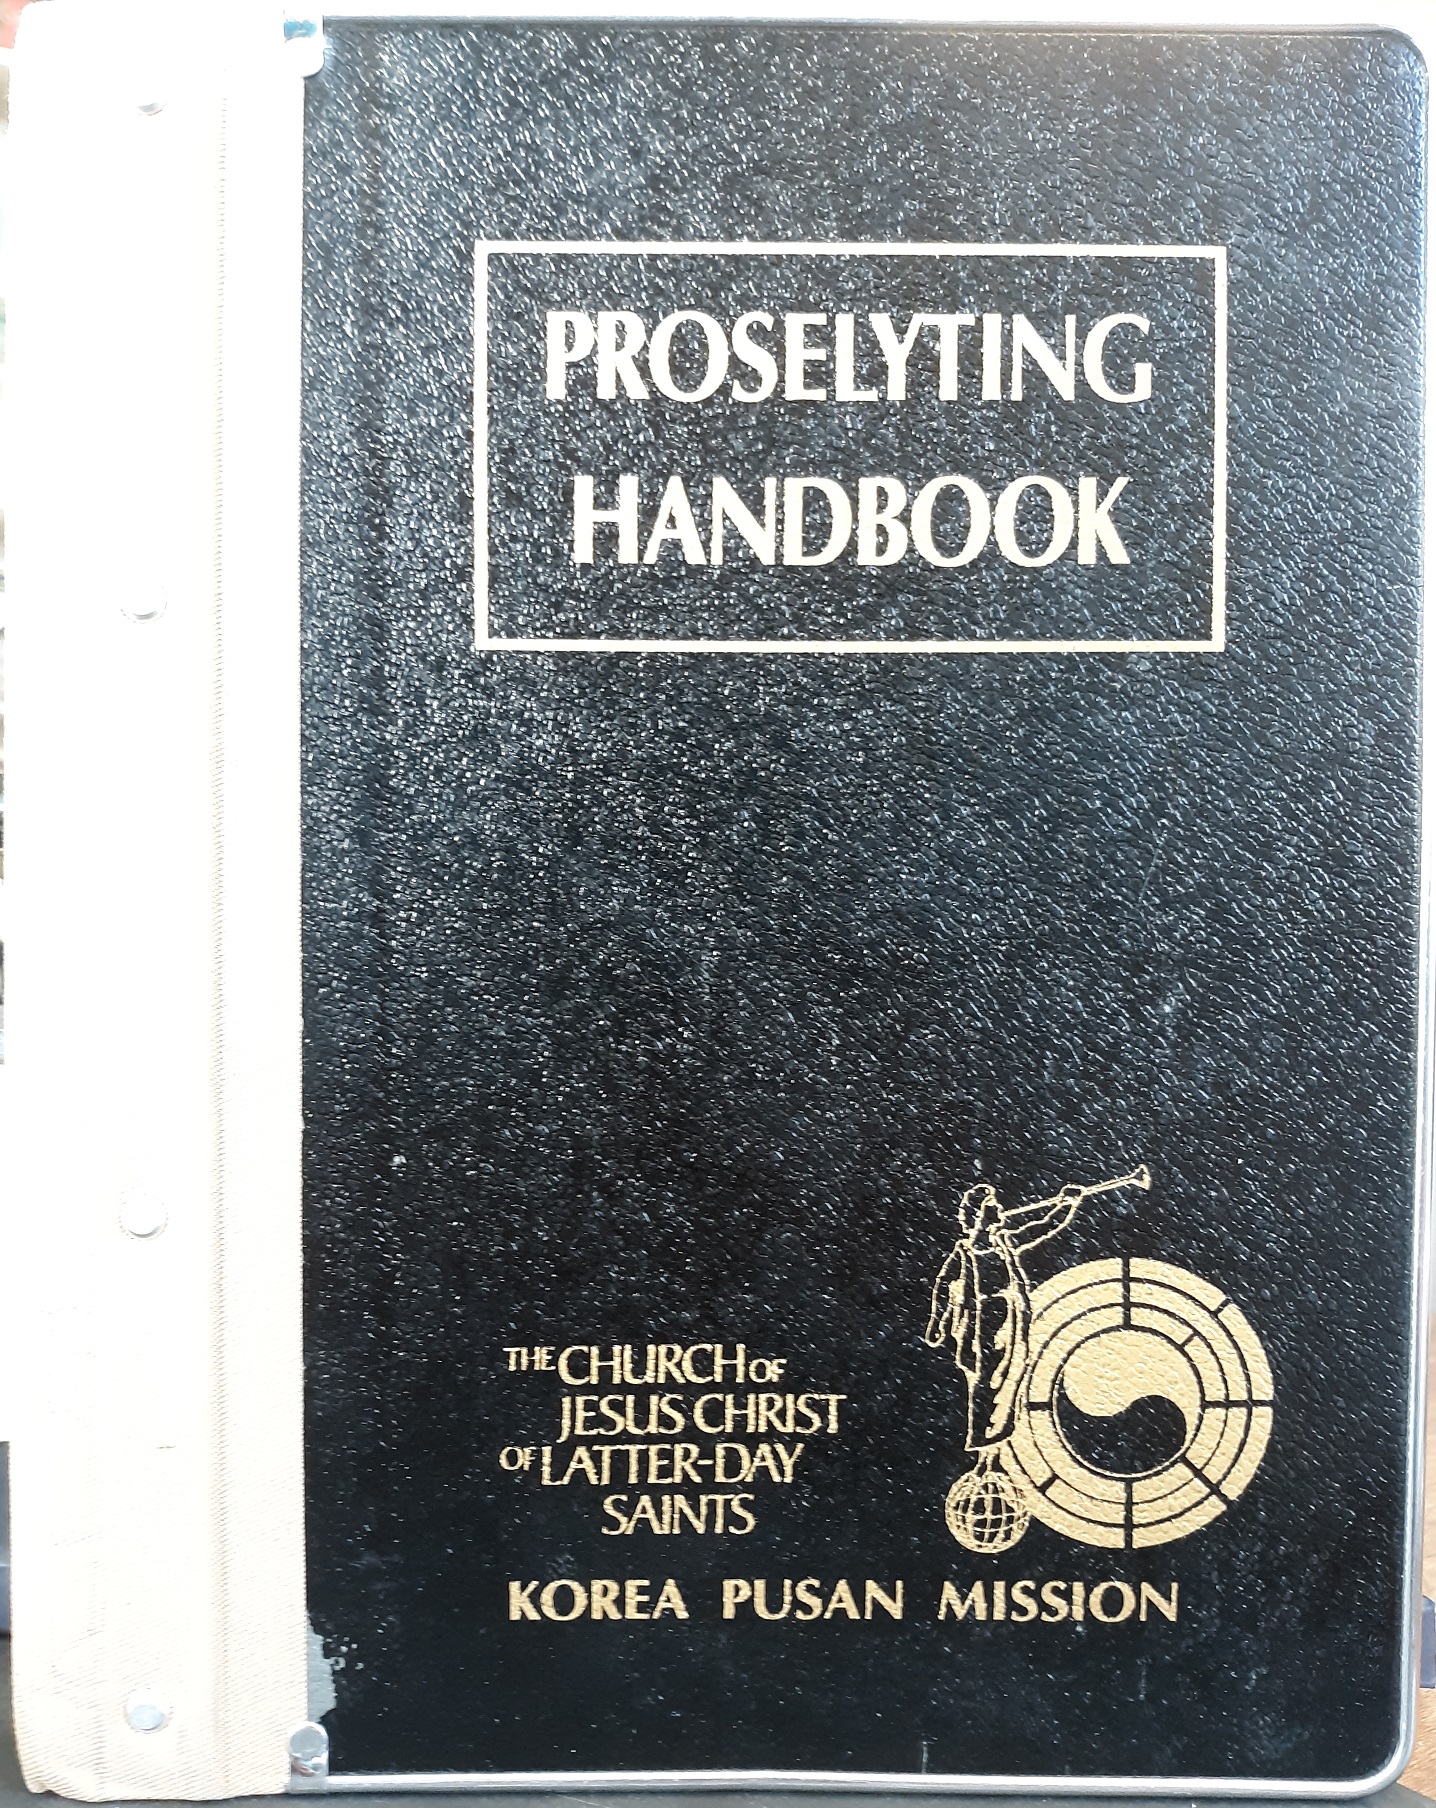 PROSELYTING
HANDBOOK
THE CHURCH OF
JESUS CHRIST
OF LATTER-DAY
SAINTS
KOREA PUSAN MISSION